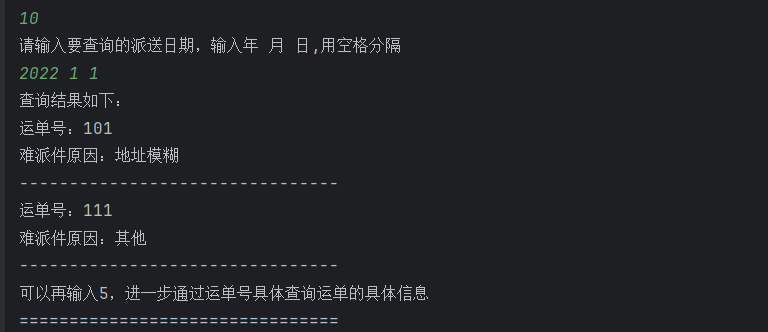 10
请输入要查询的派送日期，输入年 月 日,用空格分隔
2022 1 1
查询结果如下：
运单号：101
难派件原因：地址模糊
--------------------------------
运单号：111
难派件原因：其他
--------------------------------
可以再输入5，进一步通过运单号具体查询运单的具体信息
================================